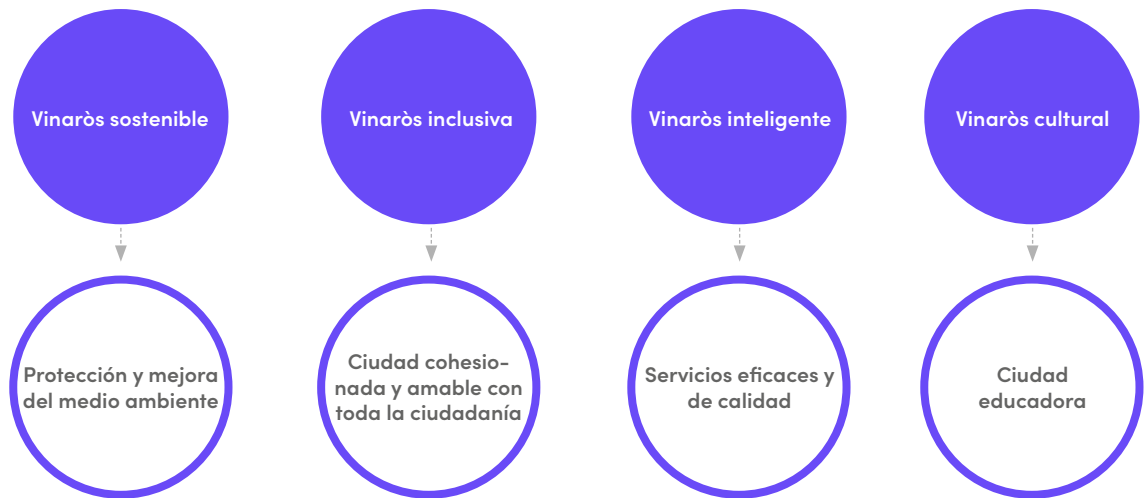 Vinaròs sostenible
Vinaròs inclusiva
Vinaròs inteligente
Vinaròs cultural
Protección y mejora
del medio ambiente
Ciudad cohesio-
nada y amable con
toda la ciudadanía
Servicios eficaces y
de calidad
Ciudad
educadora